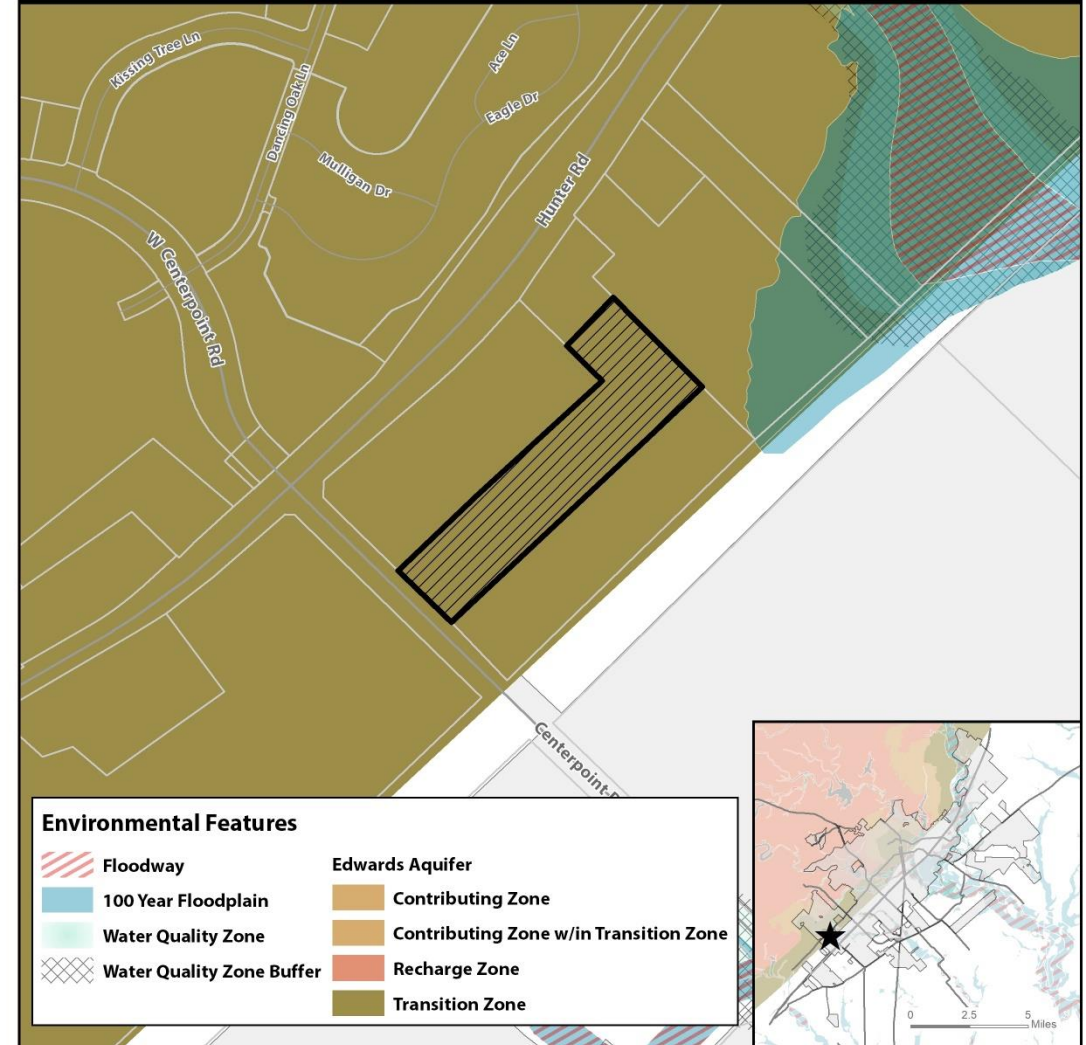 Kissing Tree Ln
Dancing Oak Ln
Ace Ln
Eagle Dr
Mulligan Dr
Hunter Rd
W Centerpoint Rd
Centerpoint
Environmental Features
Floodway
100 Year Floodplain
Water Quality Zone
Water Quality Zone Buffer
Edwards Aquifer
Contributing Zone
Contributing Zone w/in Transition Zone
Recharge Zone
Transition Zone
0 2.5 5
Miles